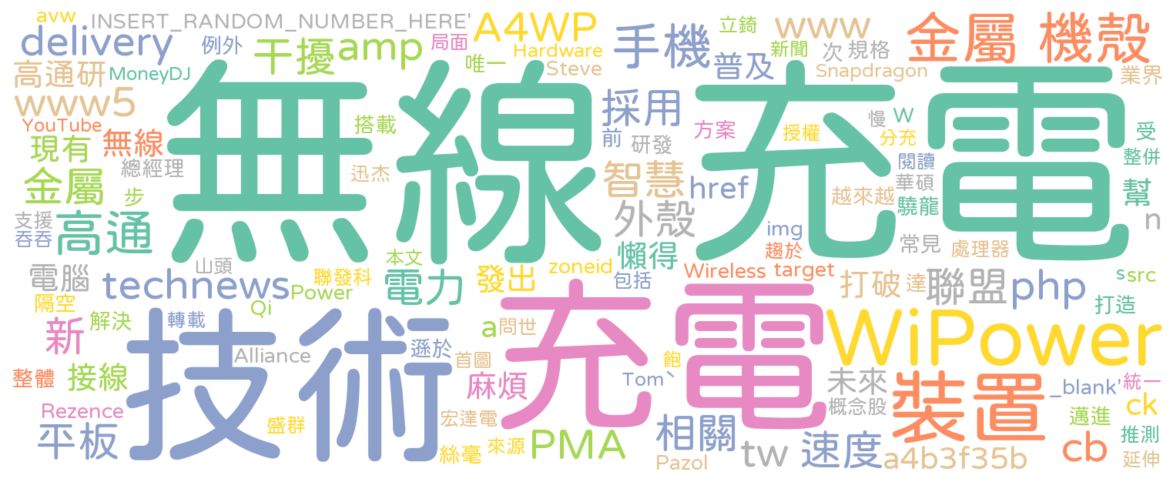 avw INSERT_RANDOM_NUMBER_HERE' A4WP 手機 立錡 www 金屬 機殼
delivery 例外 干擾 amp 局面 Hardware 新聞 次 規格
高通研 MoneyDJ 唯一 Steve 普及 Snapdragon 業界
www5 無線充電 採用 慢 w
YouTube 無線 搭載 前 研發 方案 授權 分充 受
現有 總經理 迅杰 智慧 href 閱讀 整併
金屬 步 外殼 越來越 華碩 驍龍 幫
支援 吞吞 高通 img 趨於 常見 處理器 n
山頭 本文 懶得
電腦 technews 聯發科 電力 發出 zoneid Wireless target 打破 達 聯盟 php s src
隔空 Qi Power 包括 打造
新 解決 轉載 技術 a 問世 充電 WiPower
Alliance 遜於 首圖 飽
整體 接線 麻煩 Tom` 未來 裝置 _blank' 統一
Rezence 宏達電 概念股 邁進 ck
平板 盛群 絲毫 來源 PMA 相關 tw 速度 a4b3f35b cb 推測
Pazol 延伸